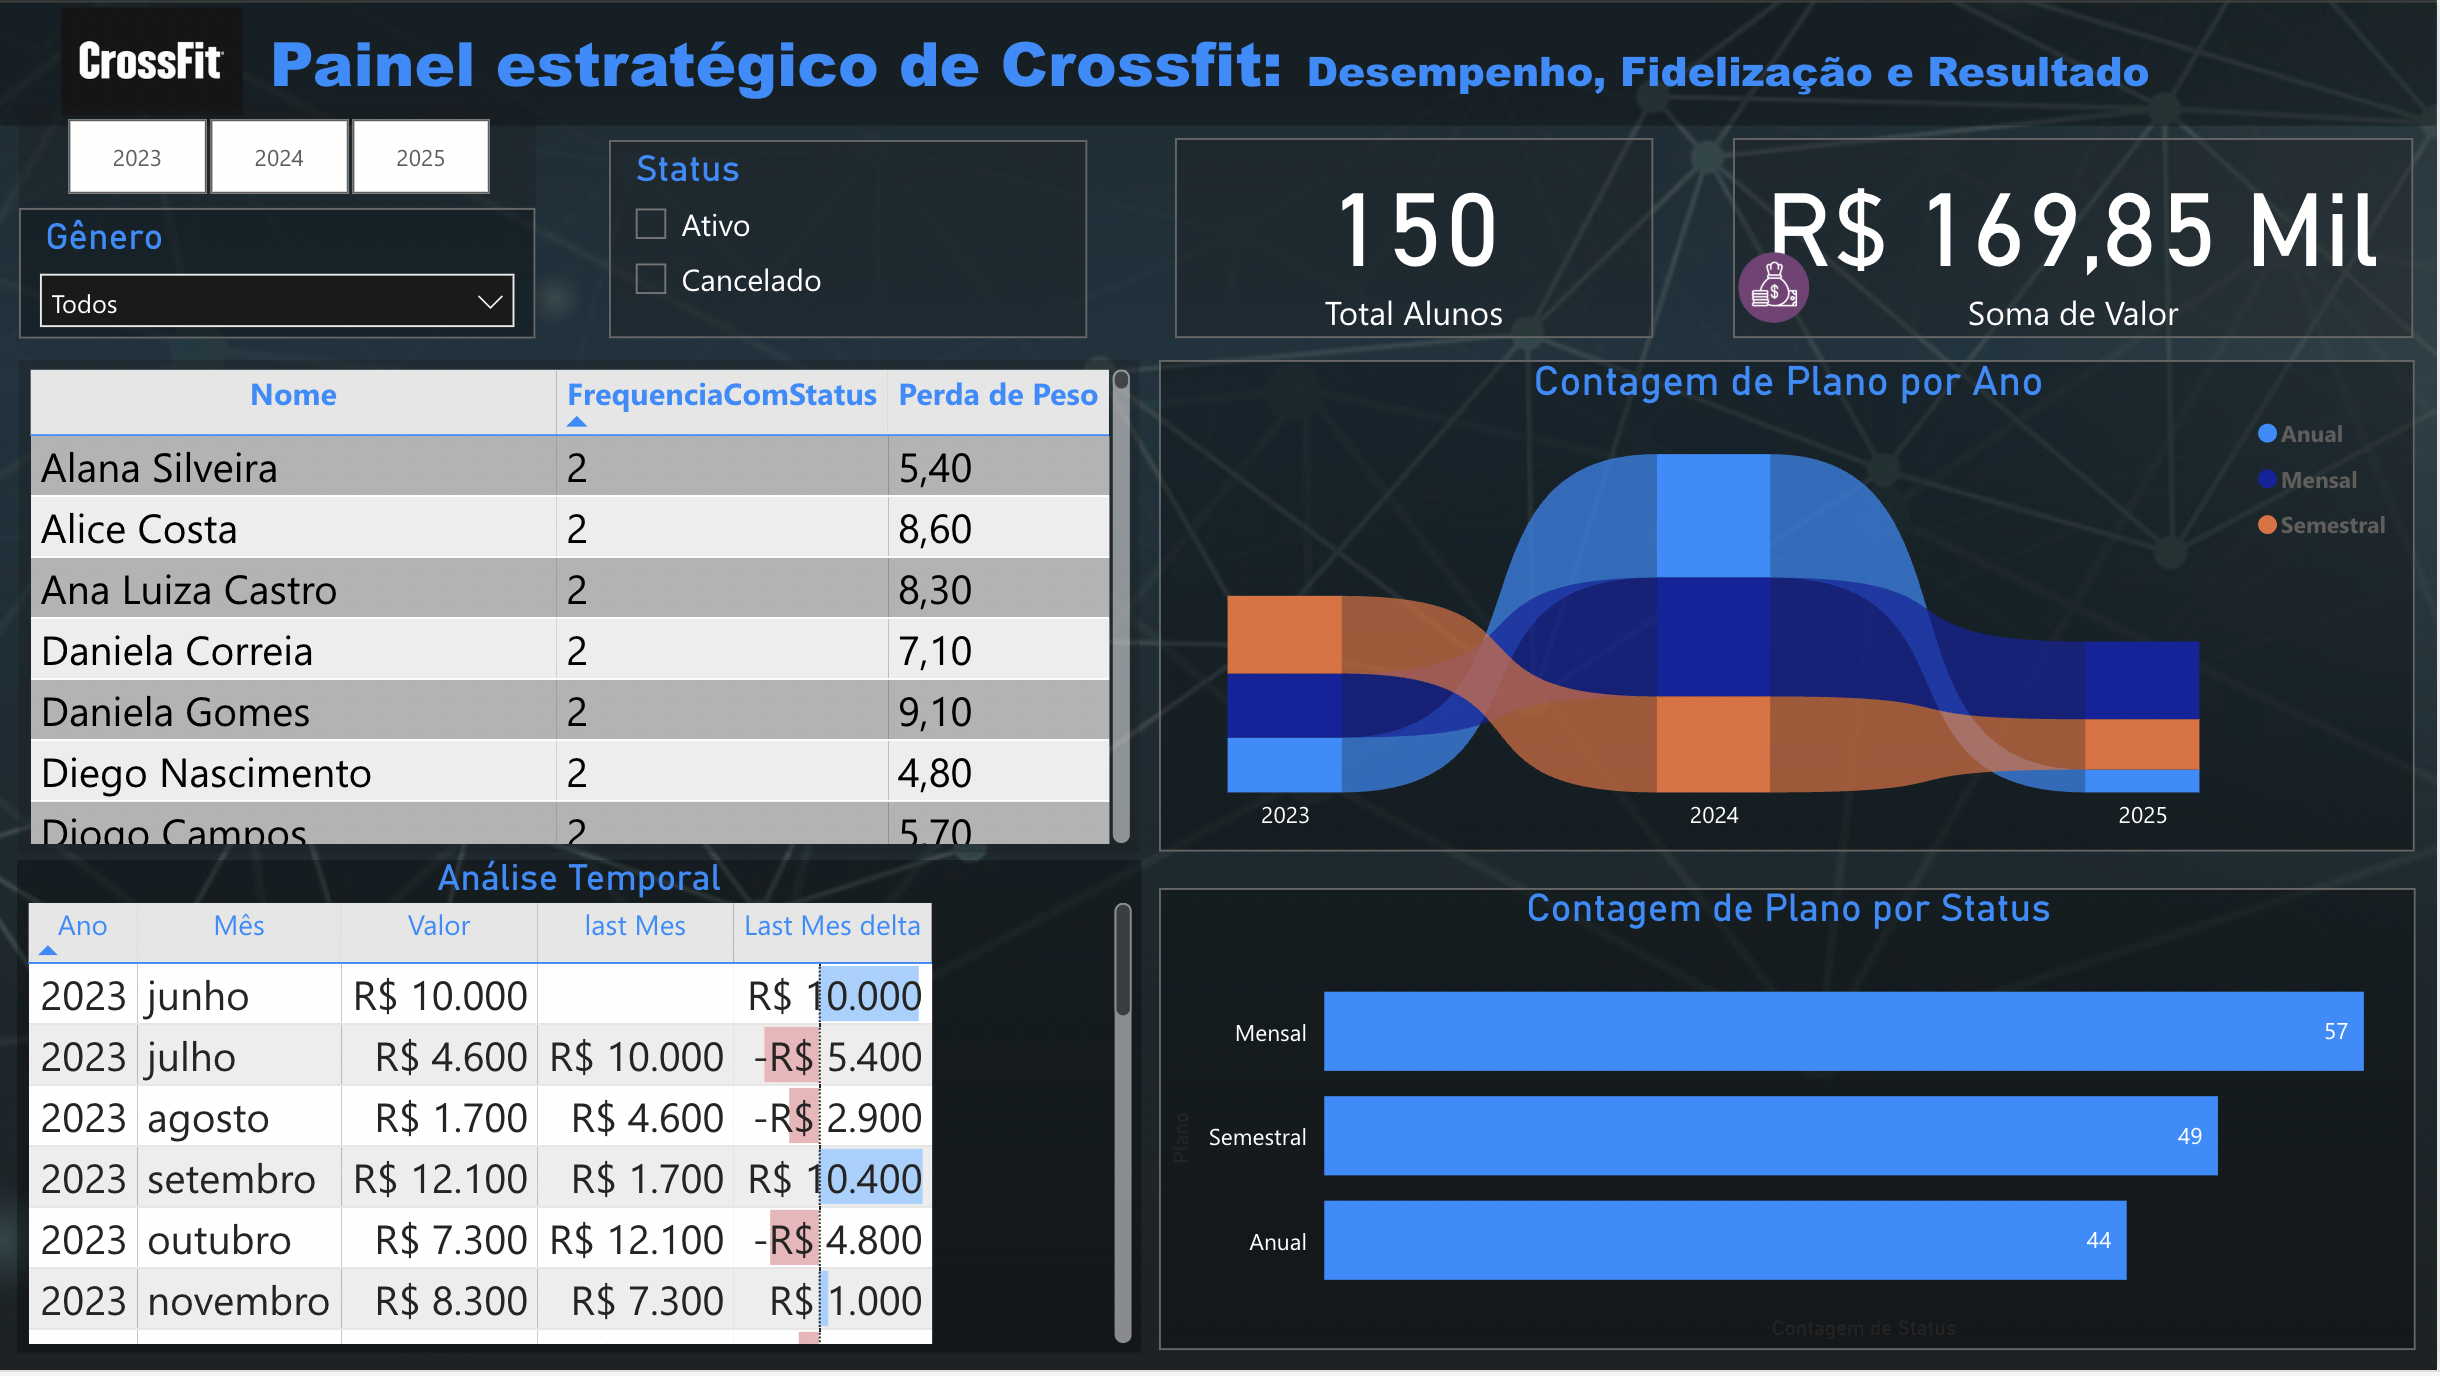 CrossFit
Painel estratégico de Crossfit: Desempenho, Fidelização e Resultado
2023 2024 2025
Gênero
Todos
Status
Ativo
Cancelado
150
Total Alunos
R$ 169,85 Mil
$
Soma de Valor
Nome FrequenciaComStatus Perda de Peso
Alana Silveira 2 5,40
Alice Costa 2 8,60
Ana Luiza Castro 2 8,30
Daniela Correia 2 7,10
Daniela Gomes 2 9,10
Diego Nascimento 2 4,80
Diogo Campos 2 5,70
Contagem de Plano por Ano
Anual
Mensal
Semestral
2023 2024 2025
Análise Temporal
Ano Mês Valor last Mes Last Mes delta
2023 junho R$ 10.000 R$ 10.000
2023 julho R$ 4.600 R$ 10.000 -R$ 5.400
2023 agosto R$ 1.700 R$ 4.600 -R$ 2.900
2023 setembro R$ 12.100 R$ 1.700 R$ 10.400
2023 outubro R$ 7.300 R$ 12.100 -R$ 4.800
2023 novembro R$ 8.300 R$ 7.300 R$ 1.000
Contagem de Plano por Status
Plano
Mensal 57
Semestral 49
Anual 44
Contagem de Status